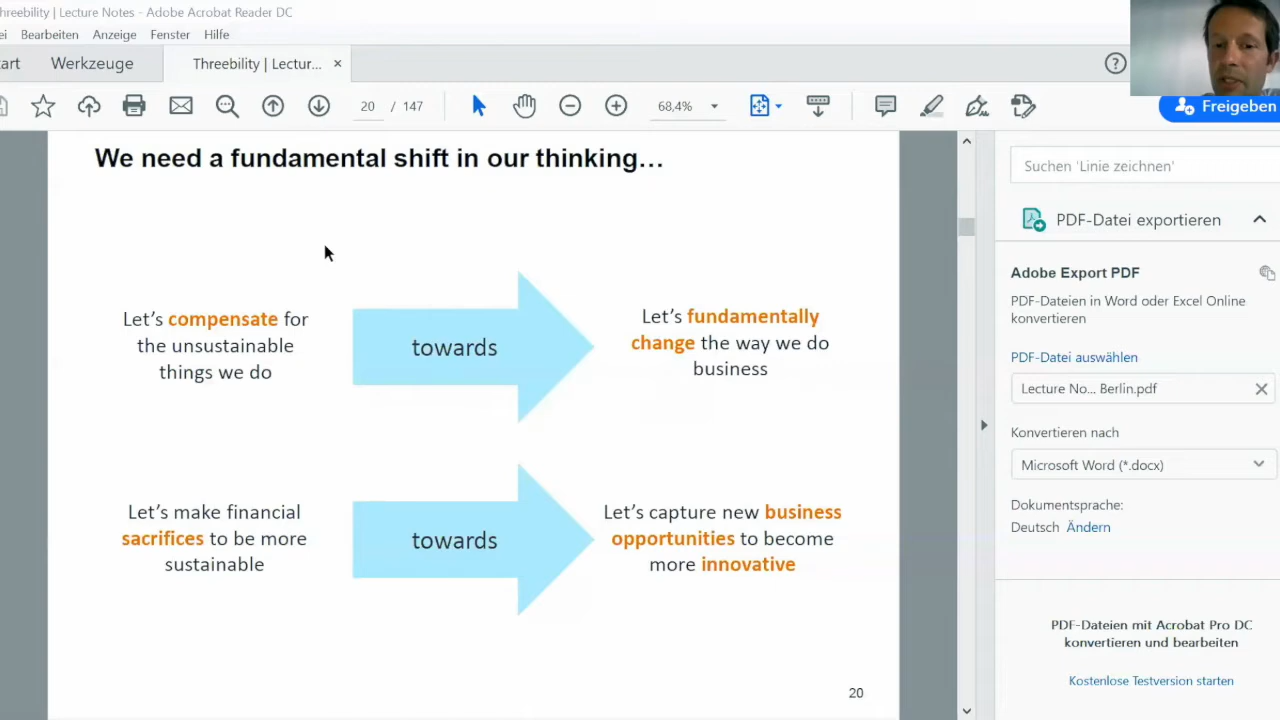 hreebility | Lecture Notes - Adobe Acrobat Reader DC
ei Bearbeiten Anzeige Fenster Hilfe
art Werkzeuge Threebility | Lectur... ×
20 / 147 68,4% Freigeben
We need a fundamental shift in our thinking…
Let’s compensate for
the unsustainable
things we do
towards
Let’s fundamentally
change the way we do
business
Let’s make financial
sacrifices to be more
sustainable
towards
Let’s capture new business
opportunities to become
more innovative
20
Suchen 'Linie zeichnen'
PDF-Datei exportieren
Adobe Export PDF
PDF-Dateien in Word oder Excel Online
konvertieren
PDF-Datei auswählen
Lecture No... Berlin.pdf
Konvertieren nach
Microsoft Word (*.docx)
Dokumentsprache:
Deutsch Ändern
PDF-Dateien mit Acrobat Pro DC
konvertieren und bearbeiten
Kostenlose Testversion starten